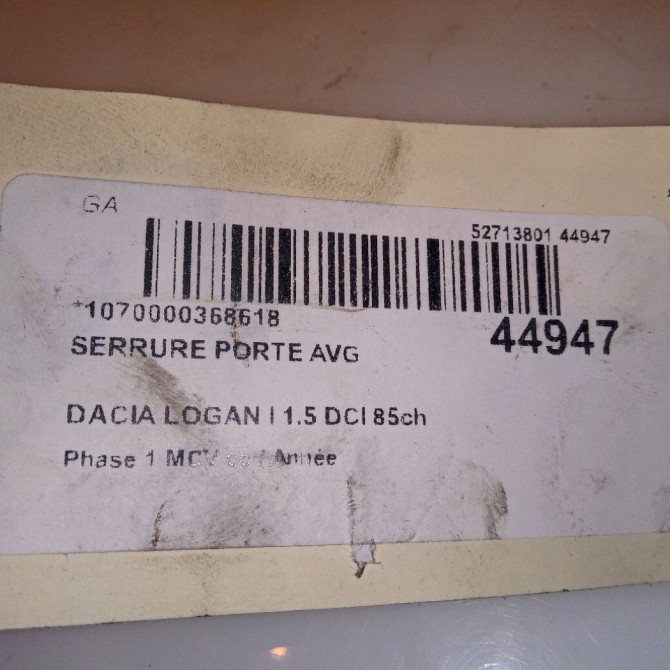 GA
52713801 44947
*1070000368618
44947
SERRURE PORTE AVG
DACIA LOGAN I 1.5 DCI 85ch
Phase 1 MCV / Année